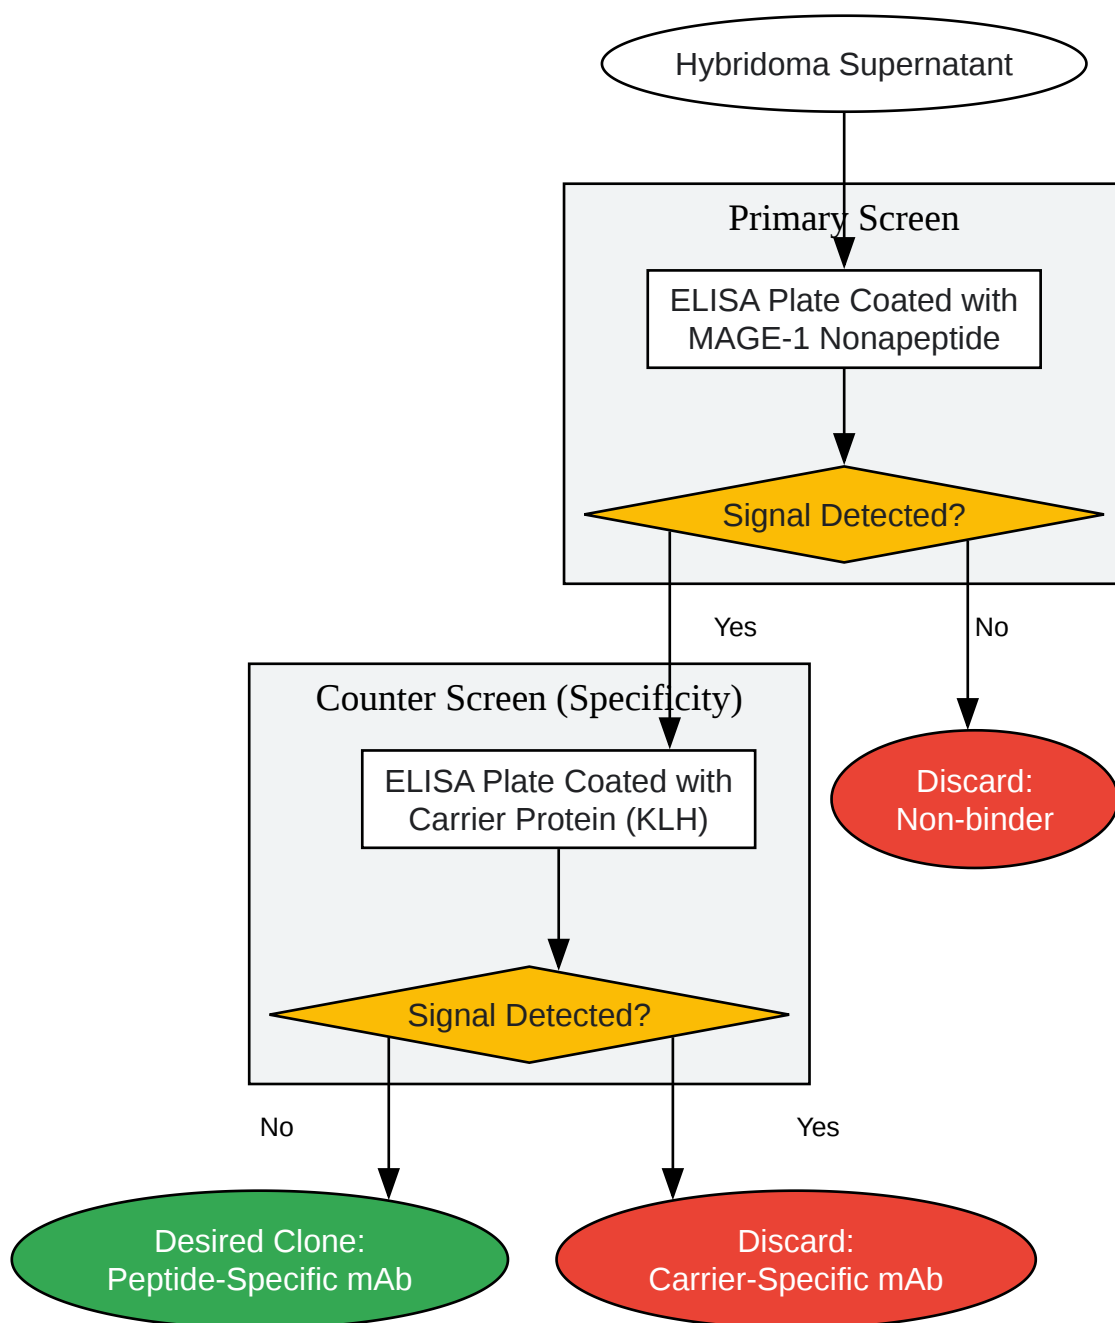 Hybridoma Supernatant
Primary Screen
ELISA Plate Coated with
MAGE-1 Nonapeptide
Signal Detected?
Yes
No
Counter Screen (Specificity)
ELISA Plate Coated with
Carrier Protein (KLH)
Discard:
Non-binder
Signal Detected?
No
Yes
Desired Clone:
Peptide-Specific mAb
Discard:
Carrier-Specific mAb